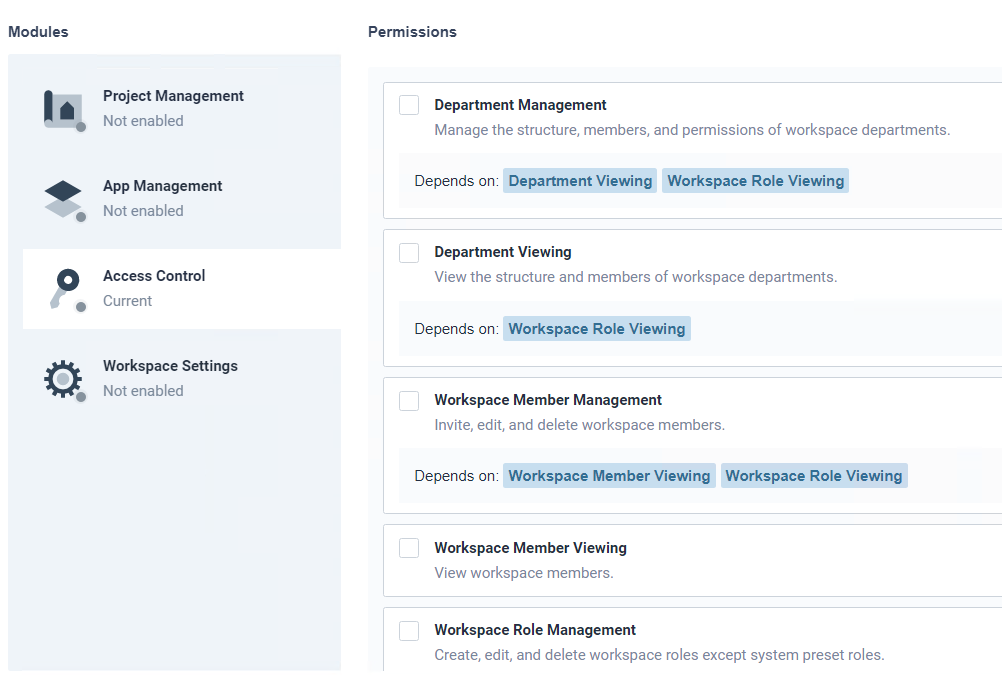 Modules
Project Management
Not enabled
App Management
Not enabled
Access Control
Current
Workspace Settings
Not enabled
Permissions
Department Management
Manage the structure, members, and permissions of workspace departments.
Depends on: Department Viewing Workspace Role Viewing
Department Viewing
View the structure and members of workspace departments.
Depends on: Workspace Role Viewing
Workspace Member Management
Invite, edit, and delete workspace members.
Depends on: Workspace Member Viewing Workspace Role Viewing
Workspace Member Viewing
View workspace members.
Workspace Role Management
Create, edit, and delete workspace roles except system preset roles.